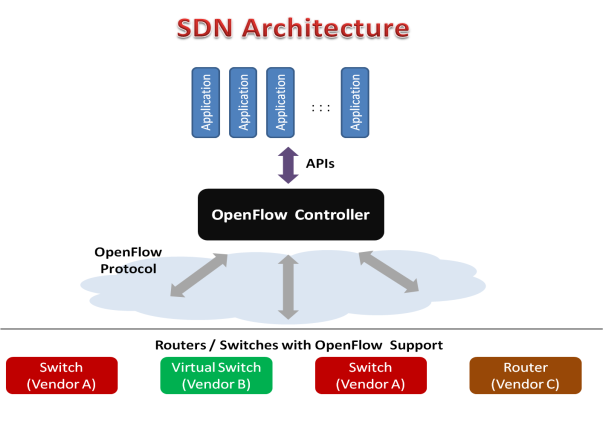 SDN Architecture
Application
Application
Application
: : :
Application
APIs
OpenFlow Controller
OpenFlow
Protocol
Routers / Switches with OpenFlow Support
Switch
(Vendor A)
Virtual Switch
(Vendor B)
Switch
(Vendor A)
Router
(Vendor C)